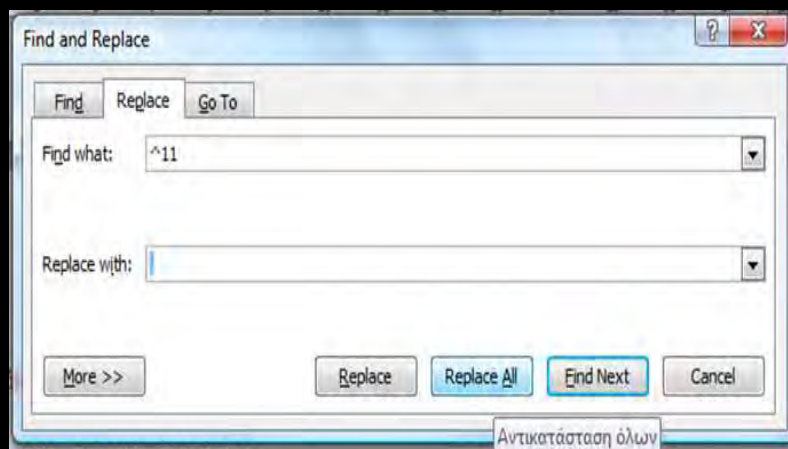 Find and Replace
Find Replace Go To
Find what: ^11
Replace with:
More >> Replace Replace All Find Next Cancel
Αντικατάσταση όλων